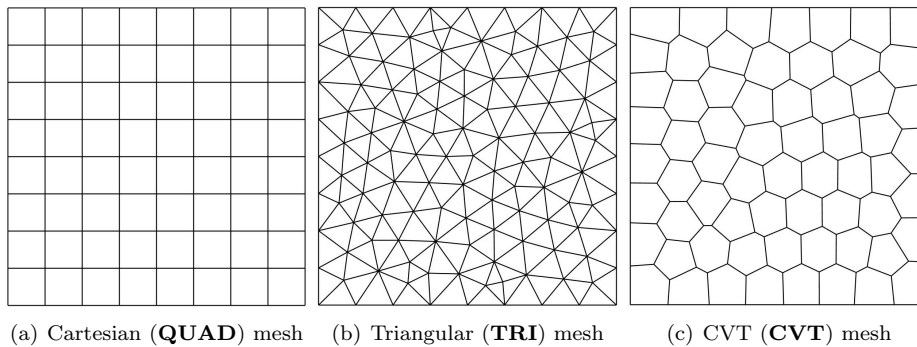 (a) Cartesian (QUAD) mesh
(b) Triangular (TRI) mesh
(c) CVT (CVT) mesh